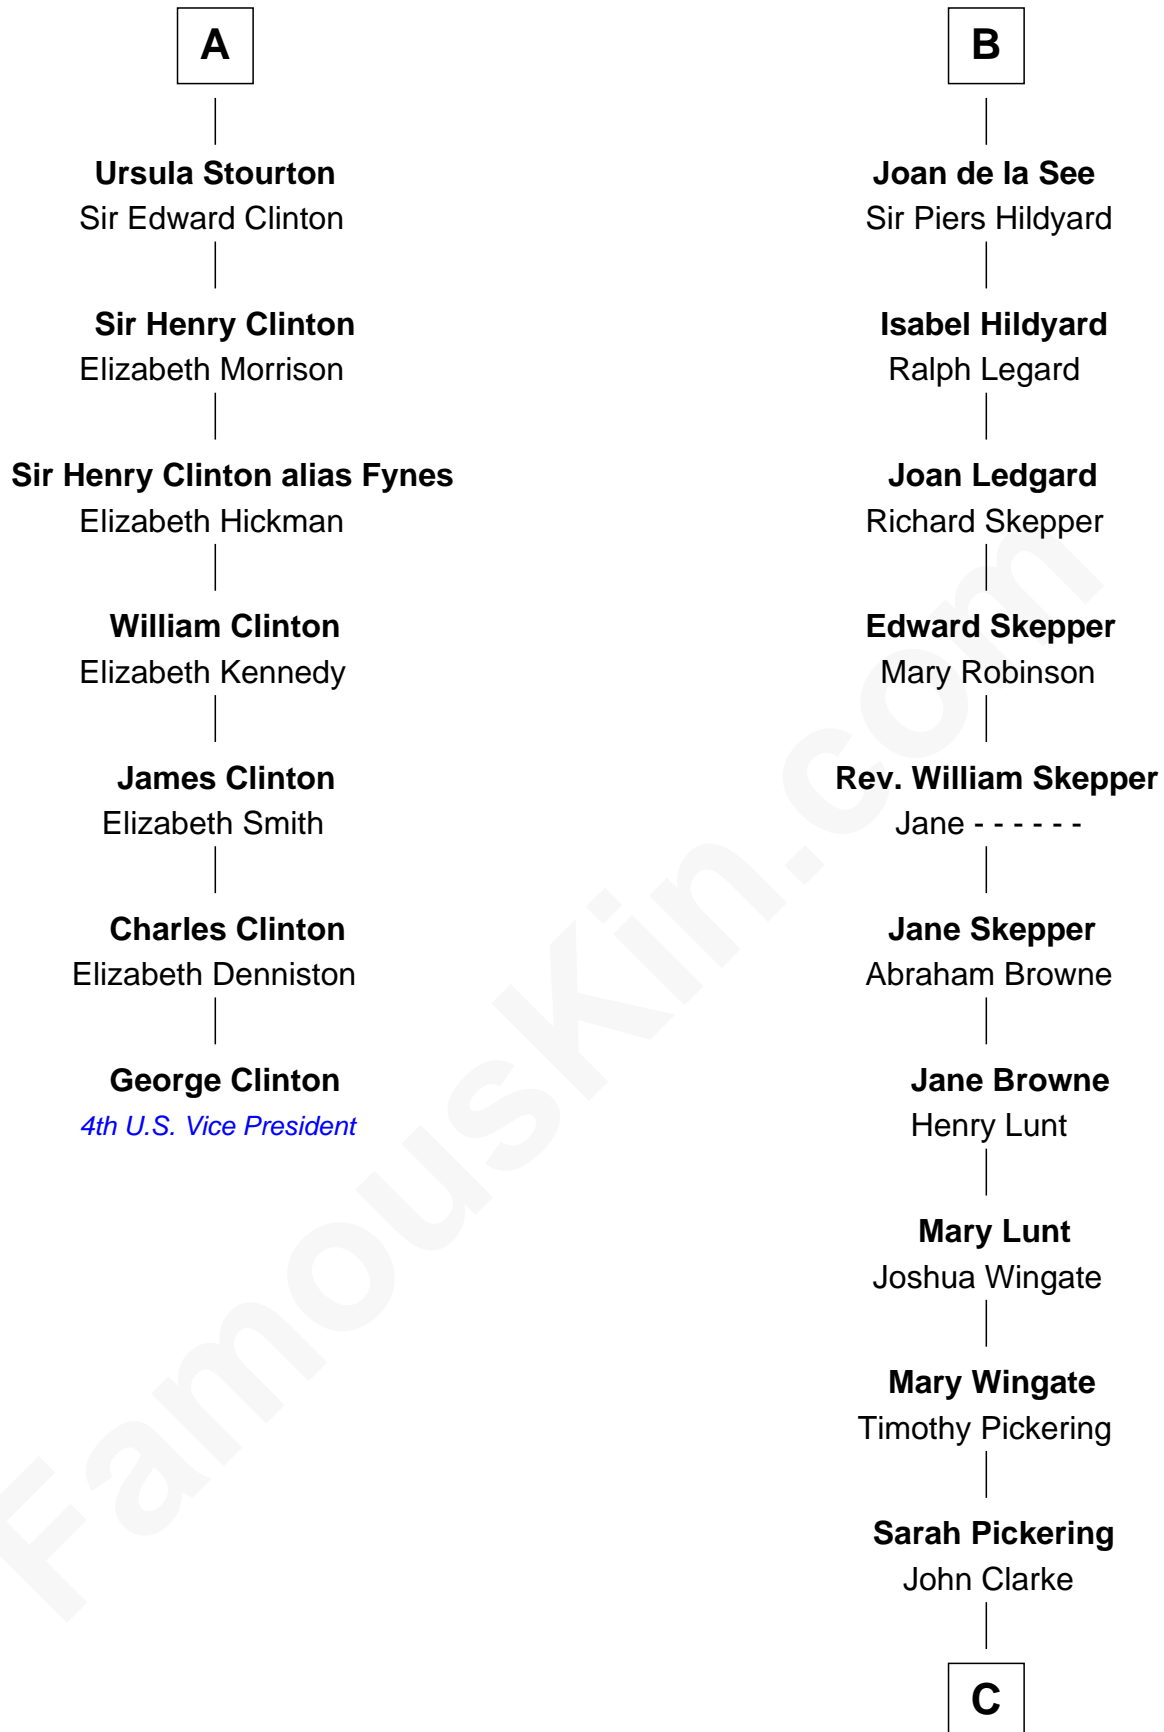 A
Ursula Stourton
Sir Edward Clinton
Sir Henry Clinton
Elizabeth Morrison
Sir Henry Clinton alias Fynes
Elizabeth Hickman
William Clinton
Elizabeth Kennedy
James Clinton
Elizabeth Smith
Charles Clinton
Elizabeth Denniston
George Clinton
4th U.S. Vice President
B
Joan de la See
Sir Piers Hildyard
Isabel Hildyard
Ralph Legard
Joan Ledgard
Richard Skepper
Edward Skepper
Mary Robinson
Rev. William Skepper
Jane - - - - - -
Jane Skepper
Abraham Browne
Jane Browne
Henry Lunt
Mary Lunt
Joshua Wingate
Mary Wingate
Timothy Pickering
Sarah Pickering
John Clarke
C
FamousKin.com